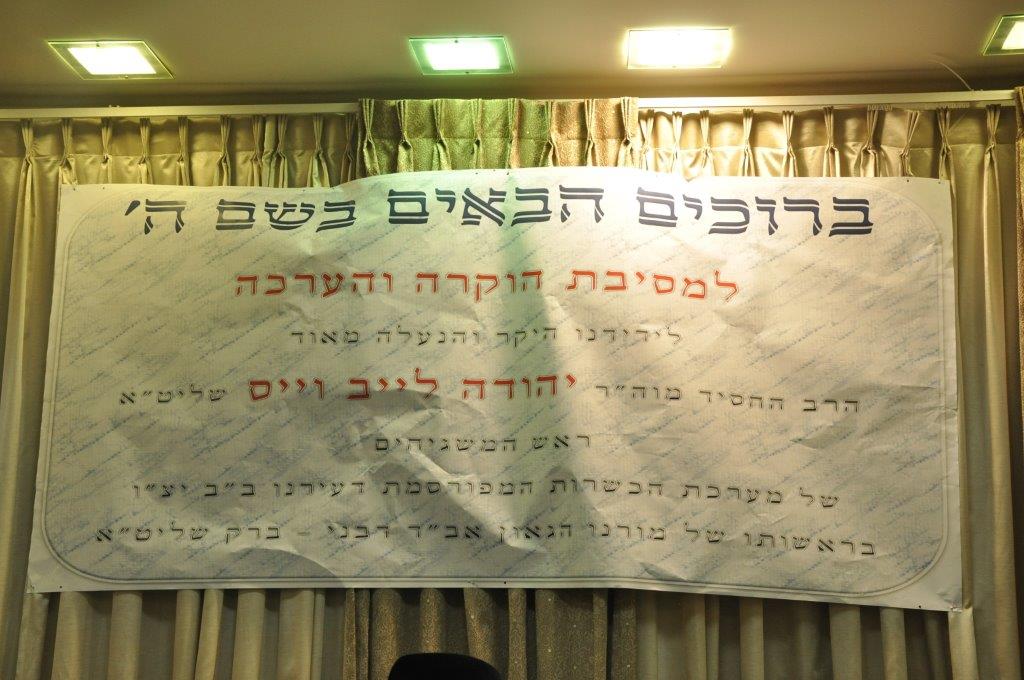 ברוכים הבאים בשם ה'
למסיבת הוקרה והערכה
לידידנו היקר והנעלה מאוד
הרב החסיד מוה"ר יהודה לייב וייס שליט"א
ראש המשגיחים
של מערכת הכשרות המפורסמת דעירנו ב"ב יצ"ו
בראשותו של מורנו הגאון אב"ד דבני - ברק שליט"א